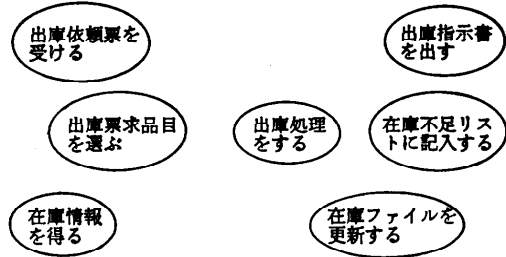 出庫依頼票を
受ける
出庫指示書
を出す
出庫票求品目
を選ぶ
出庫処理
をする
在庫不足リス
トに記入する
在庫情報
を得る
在庫ファイルを
更新する